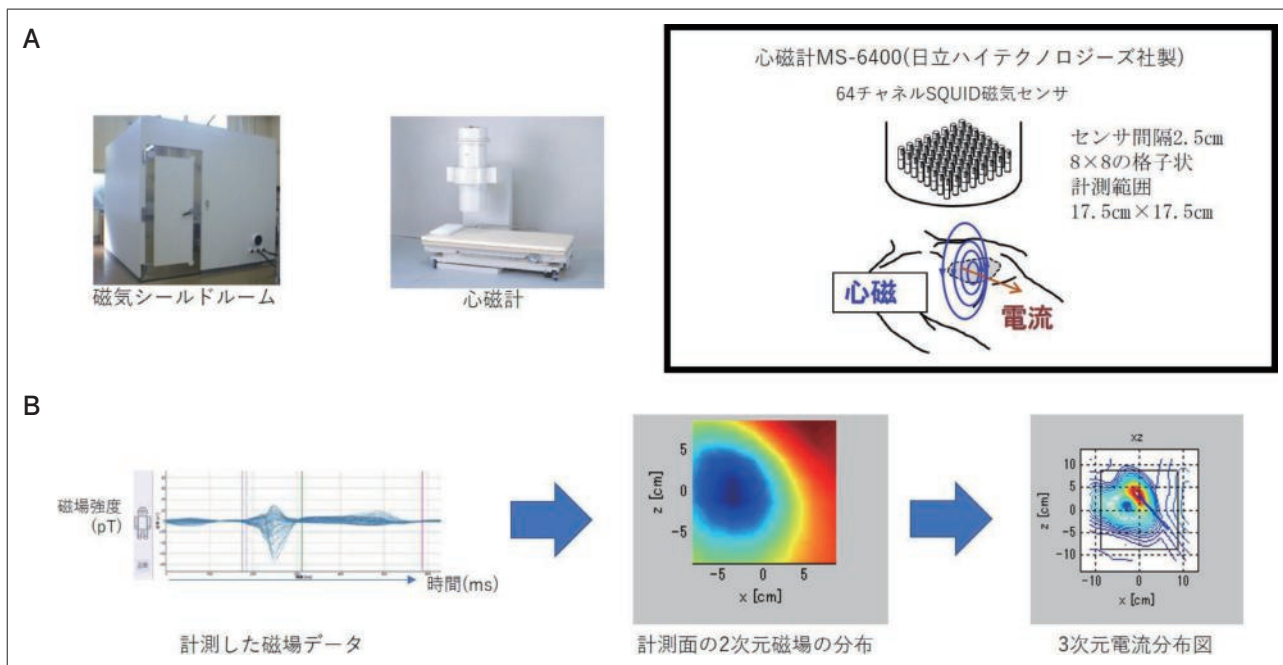 A
磁気シールドルーム
心磁計
心磁計MS-6400(日立ハイテクノロジーズ社製)
64チャネルSQUID磁気センサ
センサ間隔2.5cm
8×8の格子状
計測範囲
17.5cm×17.5cm
心磁
電流
B
磁場強度
(pT)
時間(ms)
計測した磁場データ
5
0
-5
z [cm]
-5
0
5
x [cm]
計測面の2次元磁場の分布
xz
10
5
0
-5
-10
z [cm]
-10
0
10
x [cm]
3次元電流分布図